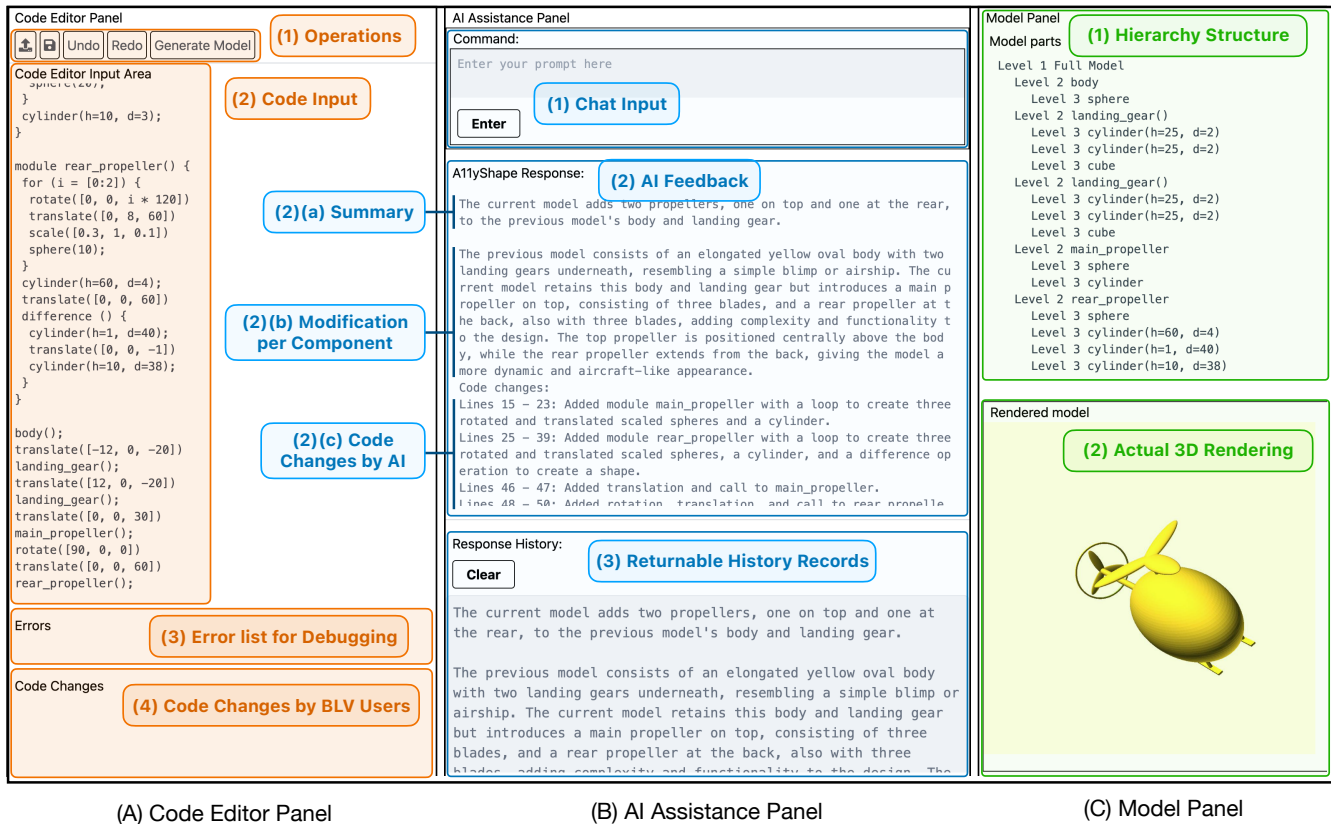 Code Editor Panel
Undo
Redo
Generate Model
(1) Operations
Code Editor Input Area
(2) Code Input
sphere(20);
}
cylinder(h=10, d=3);
}
module rear_propeller() {
for (i = [0:2]) {
rotate([0, 0, i * 120])
translate([0, 8, 60])
scale([0.3, 1, 0.1])
sphere(10);
}
cylinder(h=60, d=4);
translate([0, 0, 60])
difference () {
cylinder(h=1, d=40);
translate([0, 0, −1])
cylinder(h=10, d=38);
}
}
body();
translate([−12, 0, −20])
landing_gear();
translate([12, 0, −20])
landing_gear();
translate([0, 0, 30])
main_propeller();
rotate([90, 0, 0])
translate([0, 0, 60])
rear_propeller();
(2)(a) Summary
(2)(b) Modification
per Component
(2)(c) Code
Changes by AI
Errors
(3) Error list for Debugging
Code Changes
(4) Code Changes by BLV Users
(A) Code Editor Panel
AI Assistance Panel
Command:
Enter your prompt here
(1) Chat Input
Enter
A11yShape Response:
(2) AI Feedback
The current model adds two propellers, one on top and one at the rear,
to the previous model's body and landing gear.
The previous model consists of an elongated yellow oval body with two
landing gears underneath, resembling a simple blimp or airship. The cu
rrent model retains this body and landing gear but introduces a main p
ropeller on top, consisting of three blades, and a rear propeller at t
he back, also with three blades, adding complexity and functionality t
o the design. The top propeller is positioned centrally above the bod
y, while the rear propeller extends from the back, giving the model a
more dynamic and aircraft-like appearance.
Code changes:
Lines 15 – 23: Added module main_propeller with a loop to create three
rotated and translated scaled spheres and a cylinder.
Lines 25 – 39: Added module rear_propeller with a loop to create three
rotated and translated scaled spheres, a cylinder, and a difference op
eration to create a shape.
Lines 46 – 47: Added translation and call to main_propeller.
Lines 48 – 50: Added rotation, translation, and call to rear_propelle
Response History:
(3) Returnable History Records
Clear
The current model adds two propellers, one on top and one at
the rear, to the previous model's body and landing gear.
The previous model consists of an elongated yellow oval body
with two landing gears underneath, resembling a simple blimp or
airship. The current model retains this body and landing gear
but introduces a main propeller on top, consisting of three
blades, and a rear propeller at the back, also with three
blades, adding complexity and functionality to the design. The
(B) AI Assistance Panel
Model Panel
Model parts
(1) Hierarchy Structure
Level 1 Full Model
Level 2 body
Level 3 sphere
Level 2 landing_gear()
Level 3 cylinder(h=25, d=2)
Level 3 cylinder(h=25, d=2)
Level 3 cube
Level 2 landing_gear()
Level 3 cylinder(h=25, d=2)
Level 3 cylinder(h=25, d=2)
Level 3 cube
Level 2 main_propeller
Level 3 sphere
Level 3 cylinder
Level 2 rear_propeller
Level 3 sphere
Level 3 cylinder(h=60, d=4)
Level 3 cylinder(h=1, d=40)
Level 3 cylinder(h=10, d=38)
Rendered model
(2) Actual 3D Rendering
(C) Model Panel